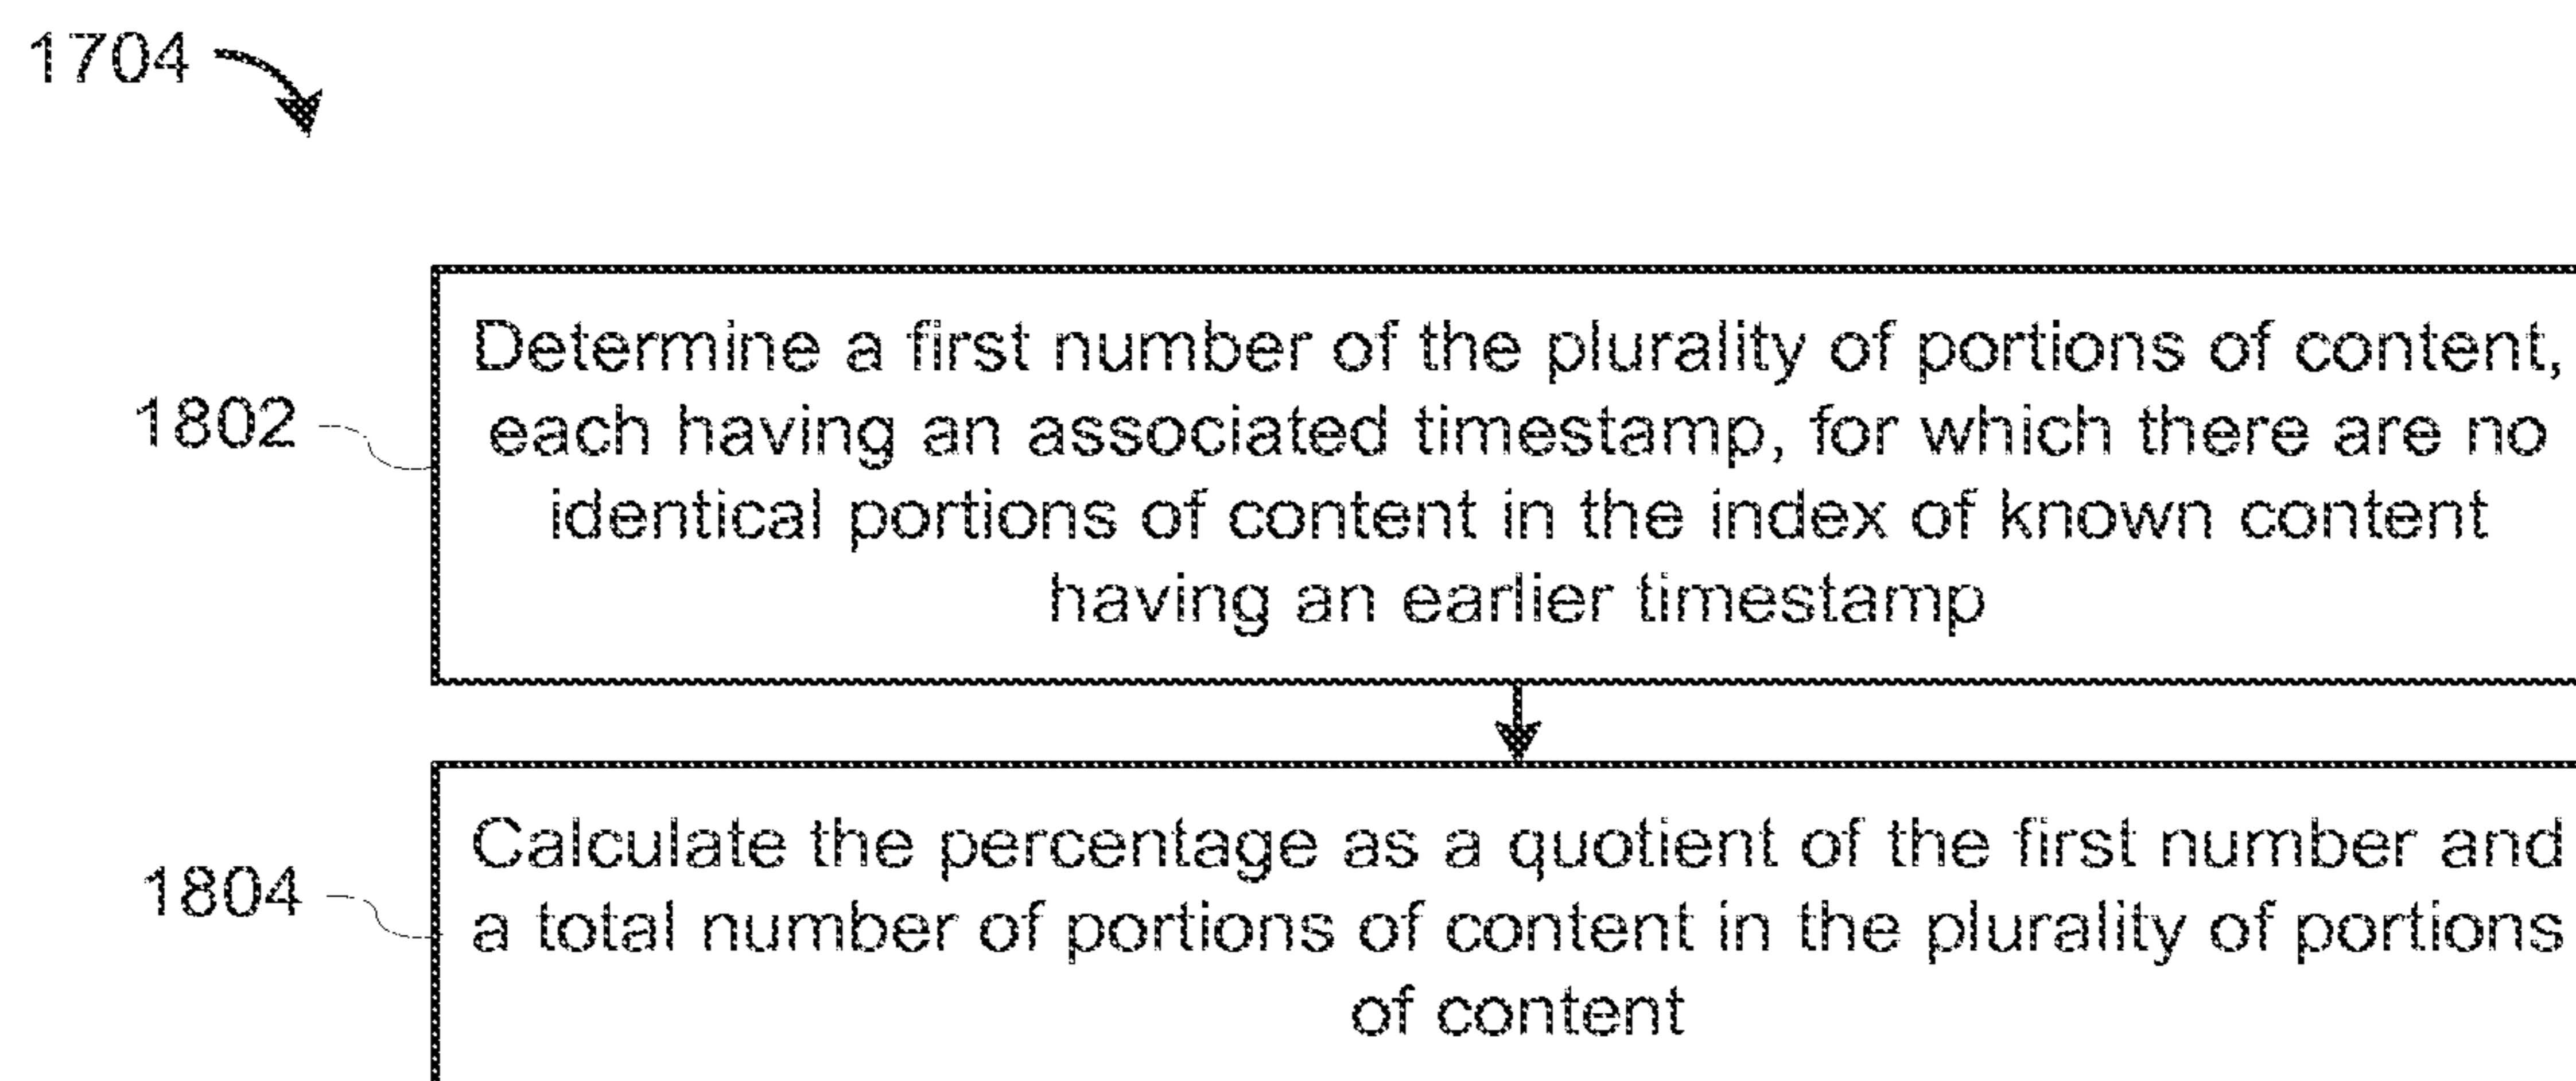 1704
Determine a first number of the plurality of portions of content,
1802
each having an associated timestamp, for which there are no
identical portions of content in the index of known content
having an earlier timestamp
Calculate the percentage as a quotient of the first number and
1804
a total number of portions of content in the plurality of portions
of content